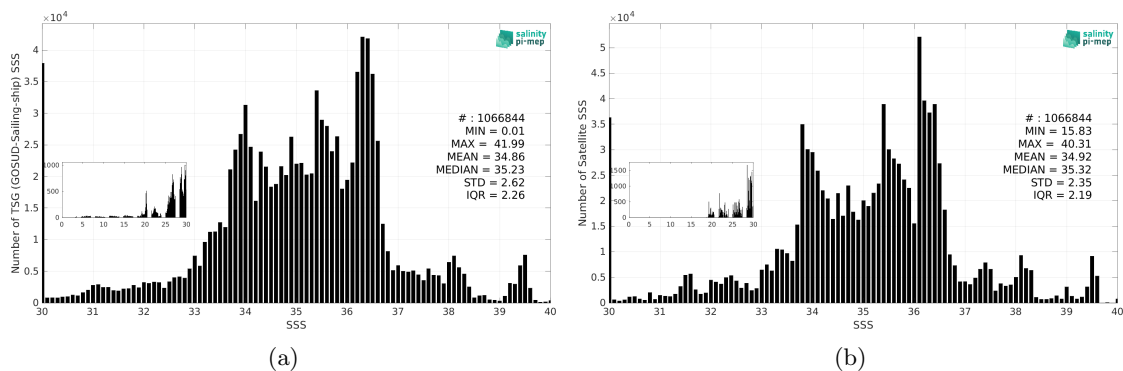 ×10⁴
4
3.5
3
2.5
2
1.5
1
0.5
0
Number of TSG (GOSUD-Sailing-ship) SSS
salinity
pi-mep
# : 1066844
MIN = 0.01
MAX = 41.99
MEAN = 34.86
MEDIAN = 35.23
STD = 2.62
IQR = 2.26
1000
500
0
0 5 10 15 20 25 30
30 31 32 33 34 35 36 37 38 39 40
SSS
(a)
×10⁴
5
4.5
4
3.5
3
2.5
2
1.5
1
0.5
0
Number of Satellite SSS
salinity
pi-mep
# : 1066844
MIN = 15.83
MAX = 40.31
MEAN = 34.92
MEDIAN = 35.32
STD = 2.35
IQR = 2.19
1500
1000
500
0
0 5 10 15 20 25 30
30 31 32 33 34 35 36 37 38 39 40
SSS
(b)